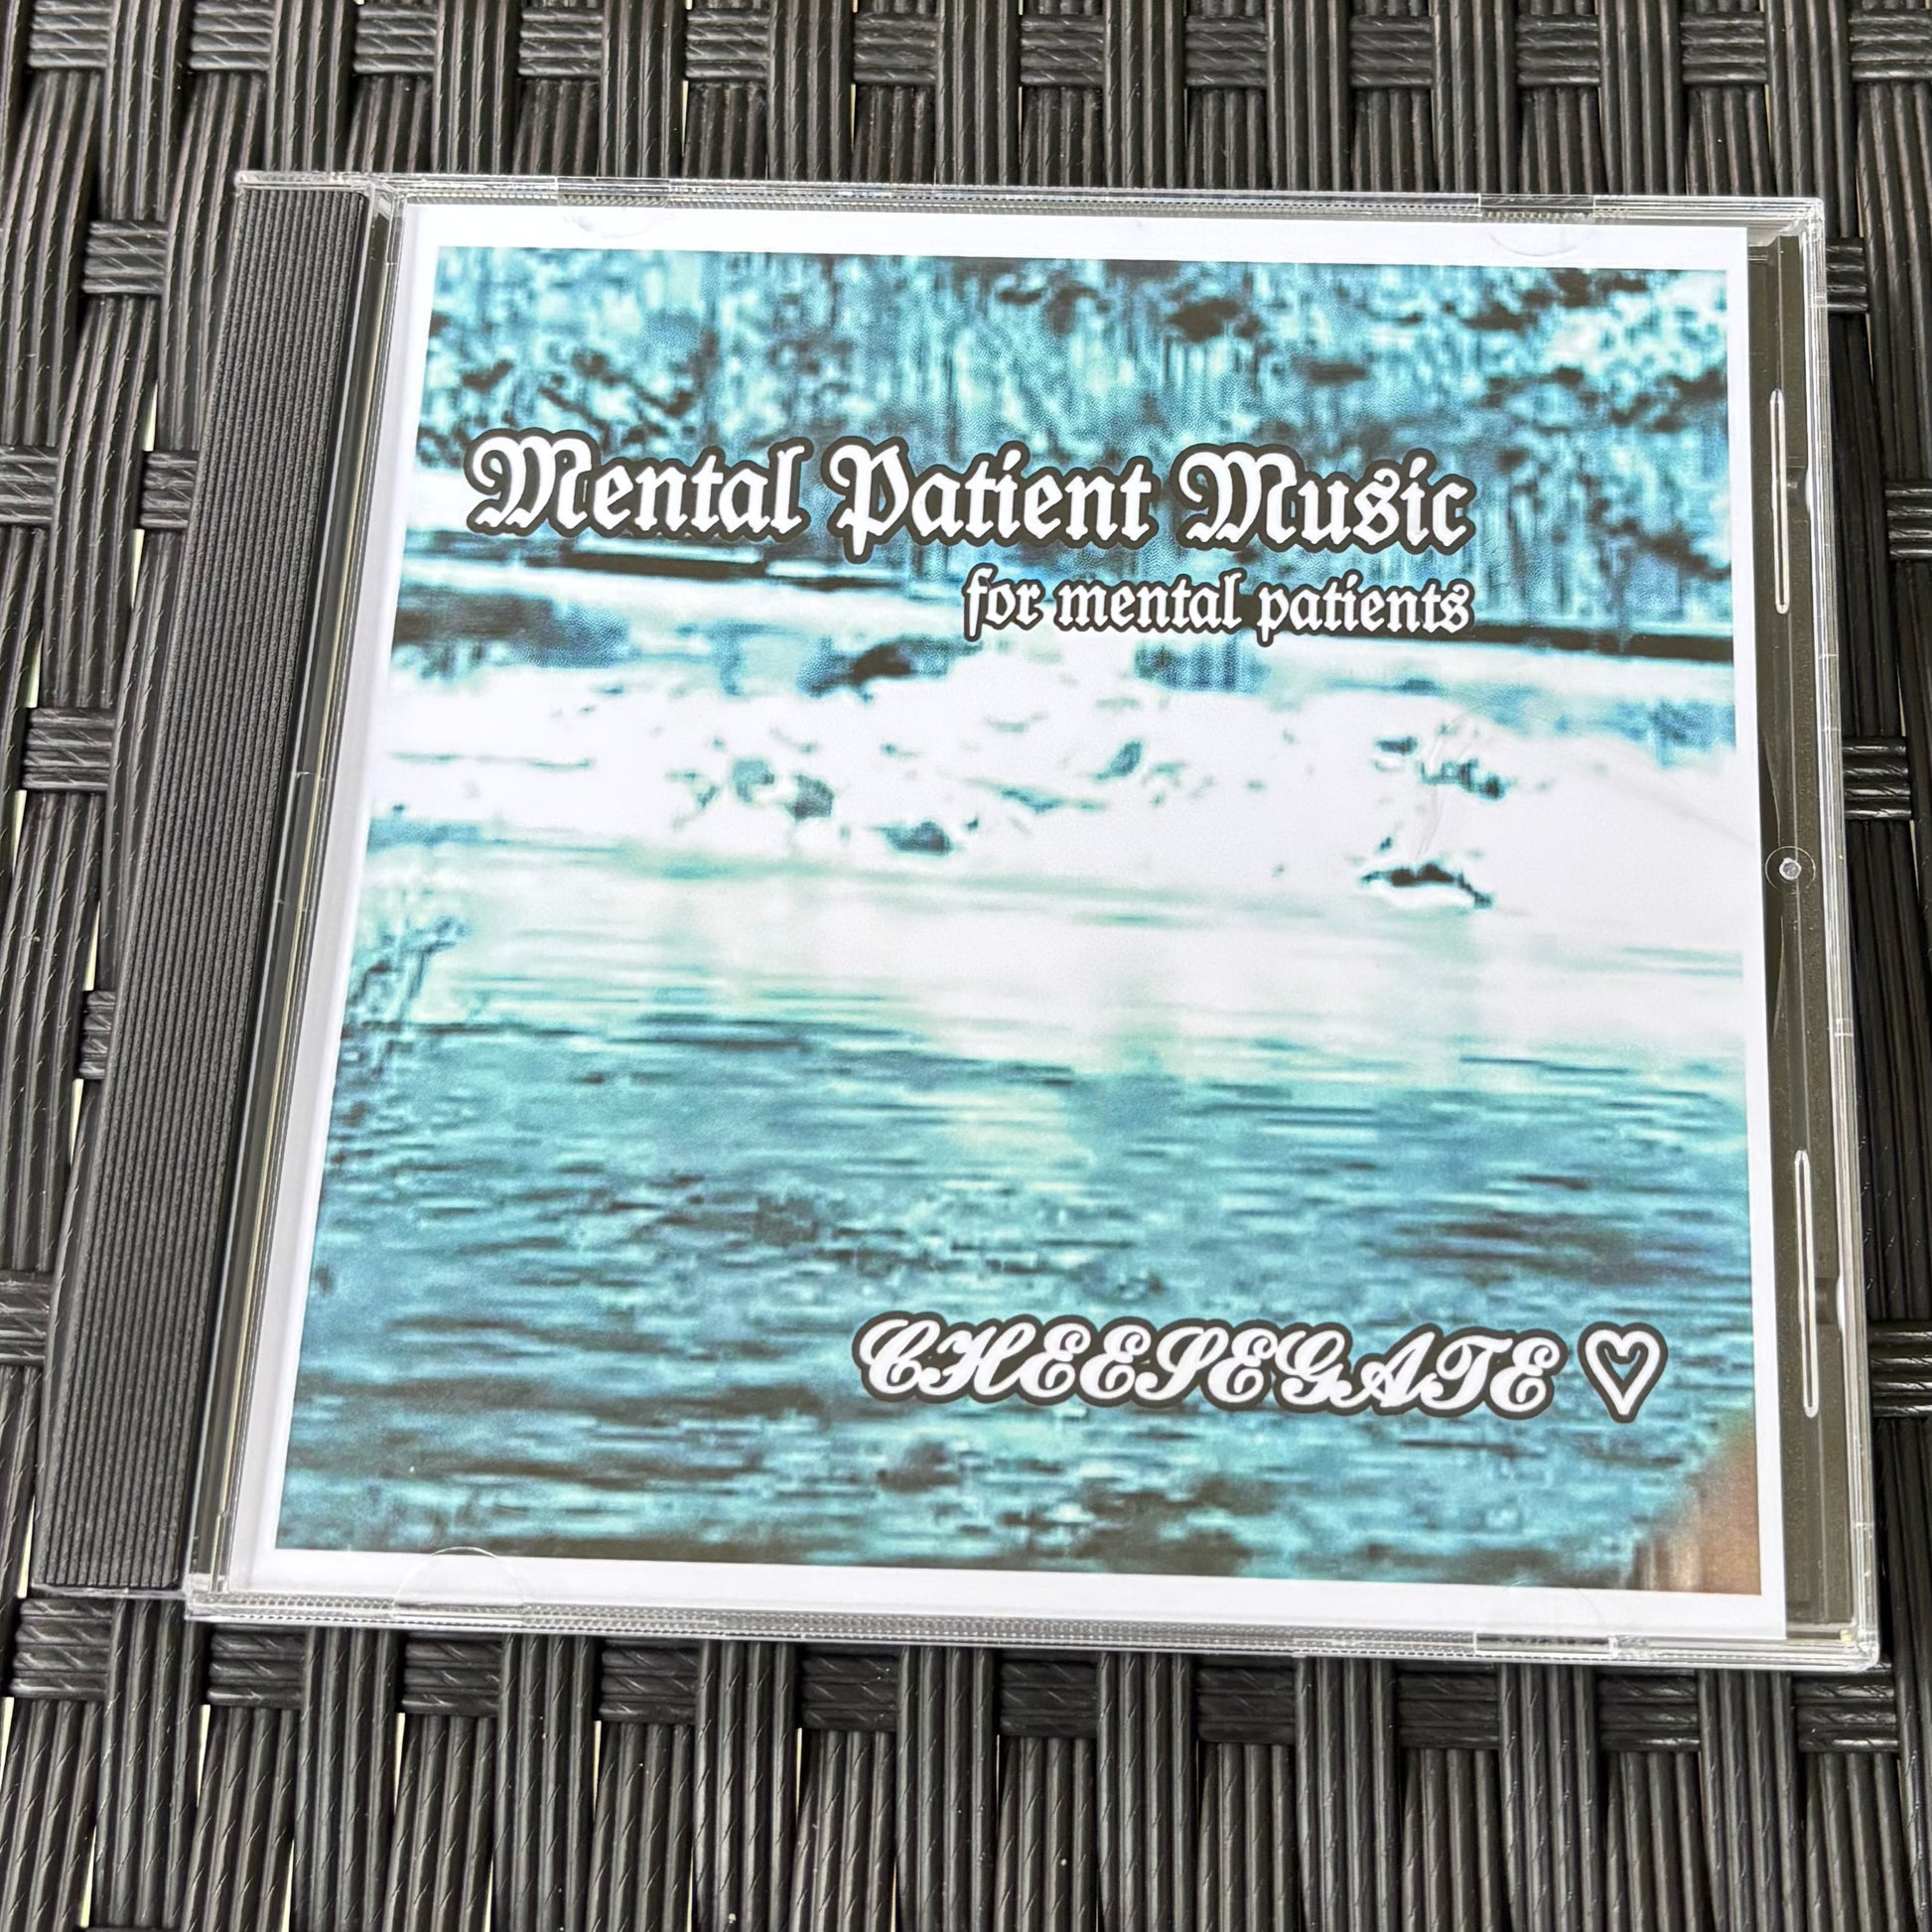 Mental Patient Music
for mental patients
CHEESEGATE ♡